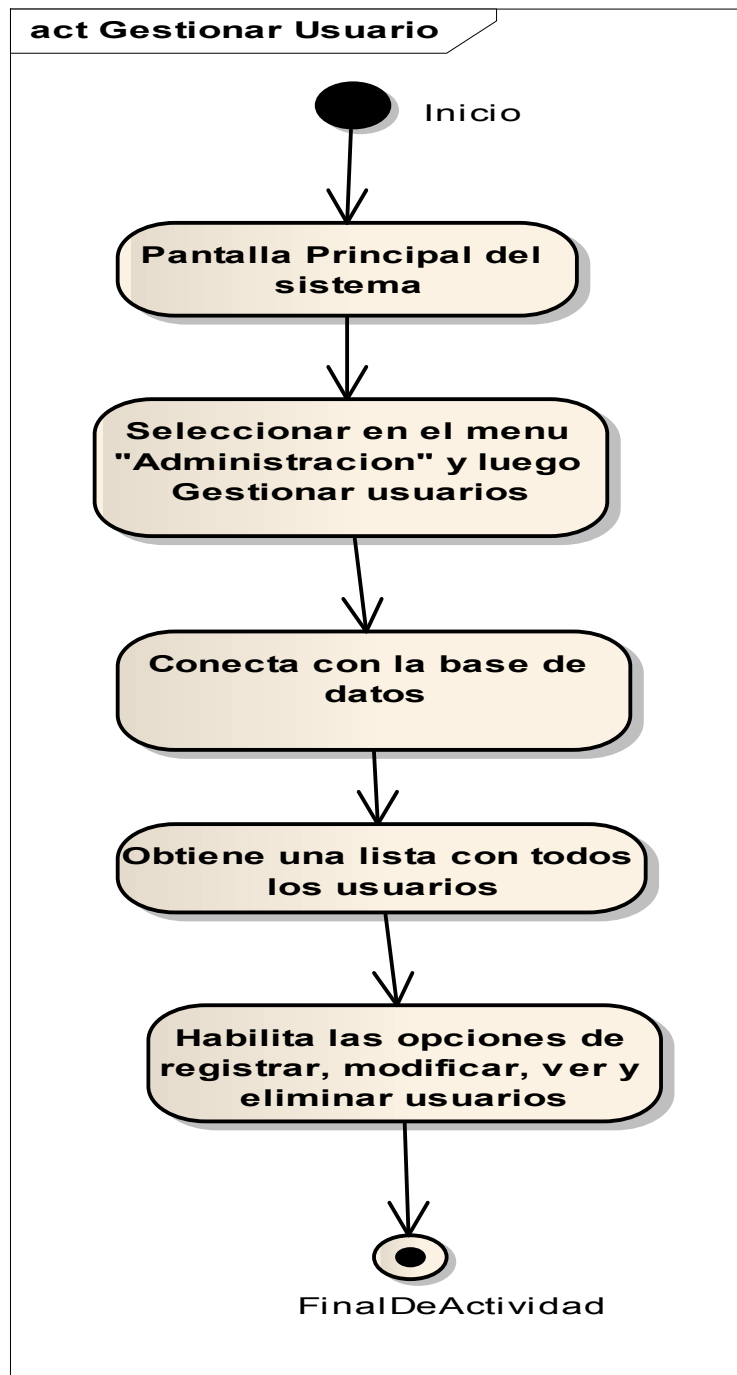 act Gestionar Usuario
Inicio
Pantalla Principal del
sistema
Seleccionar en el menu
"Administracion" y luego
Gestionar usuarios
Conecta con la base de
datos
Obtiene una lista con todos
los usuarios
Habilita las opciones de
registrar, modificar, ver y
eliminar usuarios
FinalDeActividad